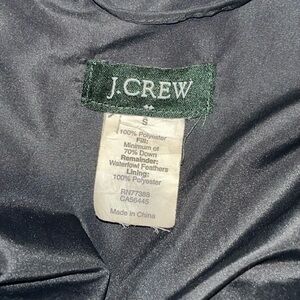 J.CREW
S
100% Polyester
Fill:
Minimum of
70% Down
Remainder:
Waterfowl Feathers
Lining:
100% Polyester
RN77388
CA56445
Made in China